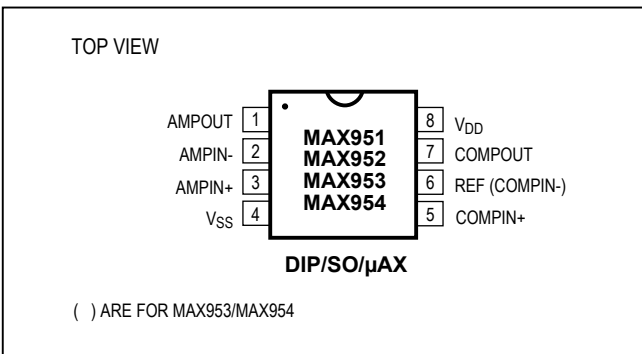 TOP VIEW
AMPOUT 1
AMPIN- 2
AMPIN+ 3
VSS 4
MAX951
MAX952
MAX953
MAX954
8 VDD
7 COMPOUT
6 REF (COMPIN-)
5 COMPIN+
DIP/SO/µAX
( ) ARE FOR MAX953/MAX954